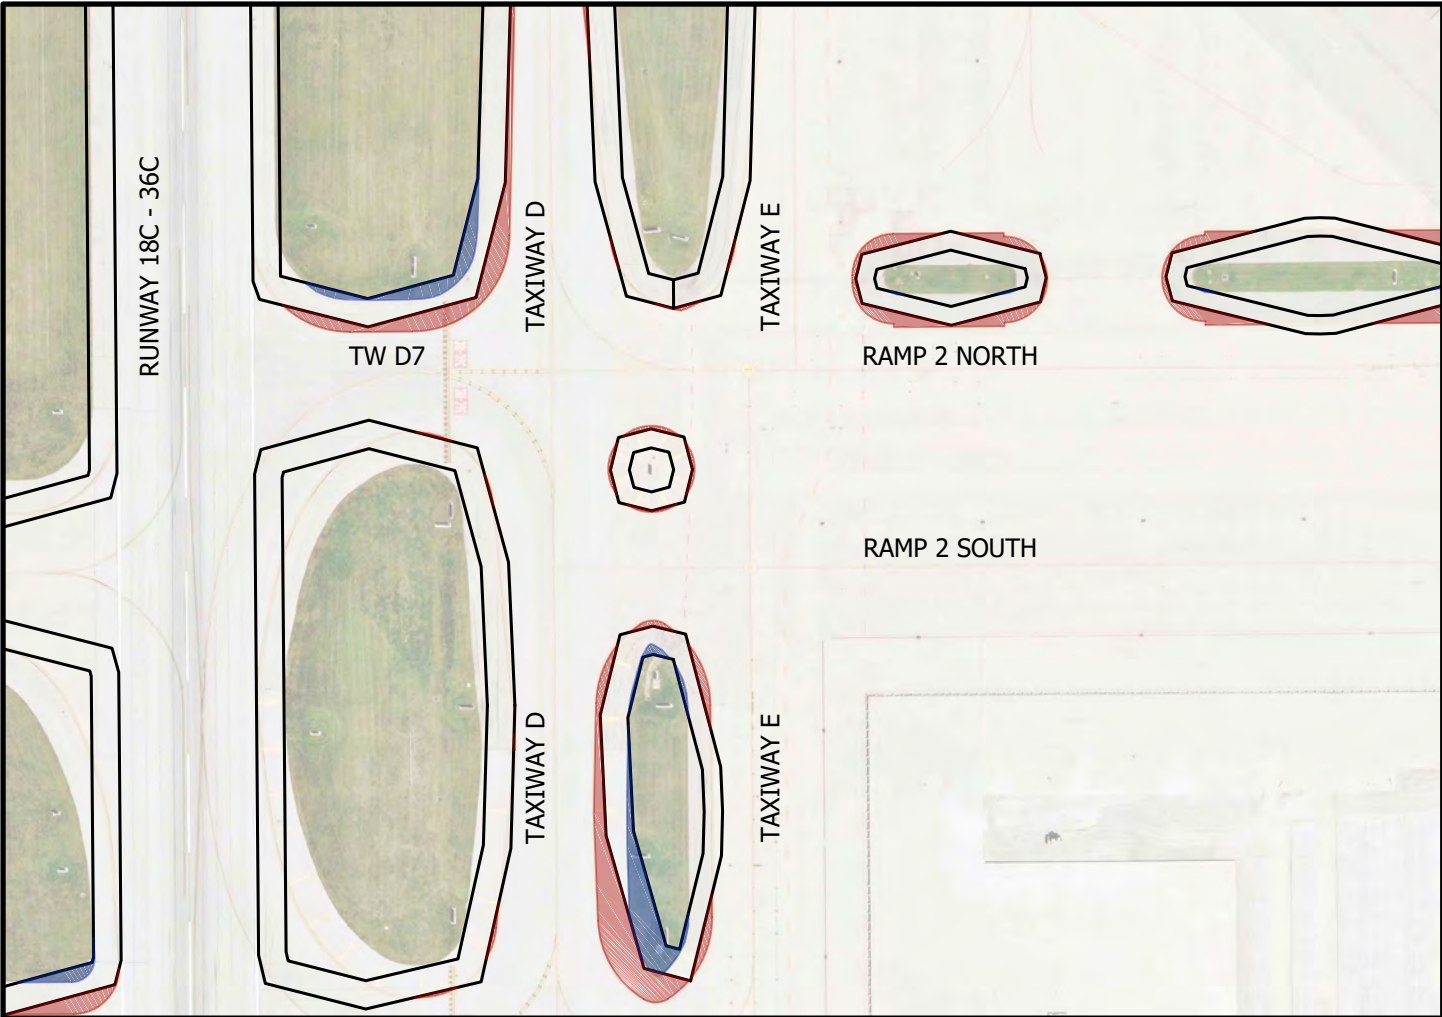 RUNWAY 18C - 36C
TAXIWAY D
TAXIWAY E
TW D7
RAMP 2 NORTH
RAMP 2 SOUTH
TAXIWAY D
TAXIWAY E